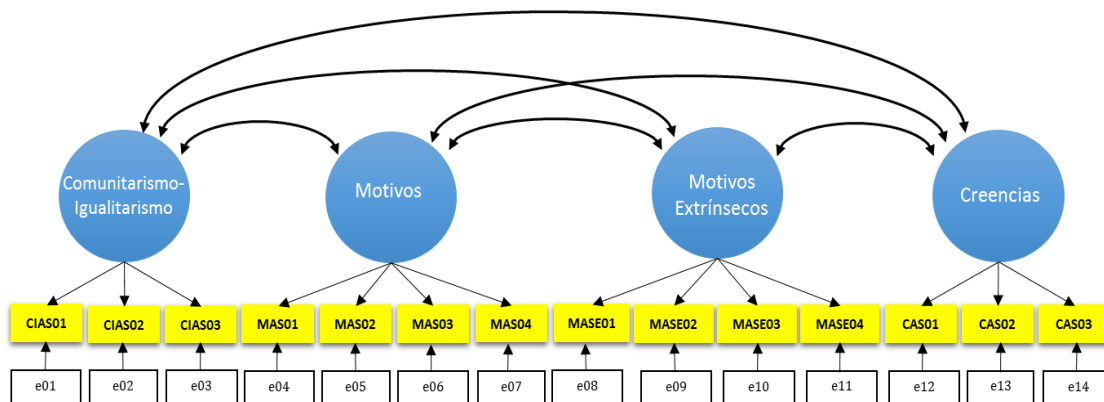 Comunitarismo-
Igualitarismo
Motivos
Motivos
Extrínsecos
Creencias
CIAS01 CIAS02 CIAS03 MAS01 MAS02 MAS03 MAS04 MASE01 MASE02 MASE03 MASE04 CAS01 CAS02 CAS03
e01 e02 e03 e04 e05 e06 e07 e08 e09 e10 e11 e12 e13 e14